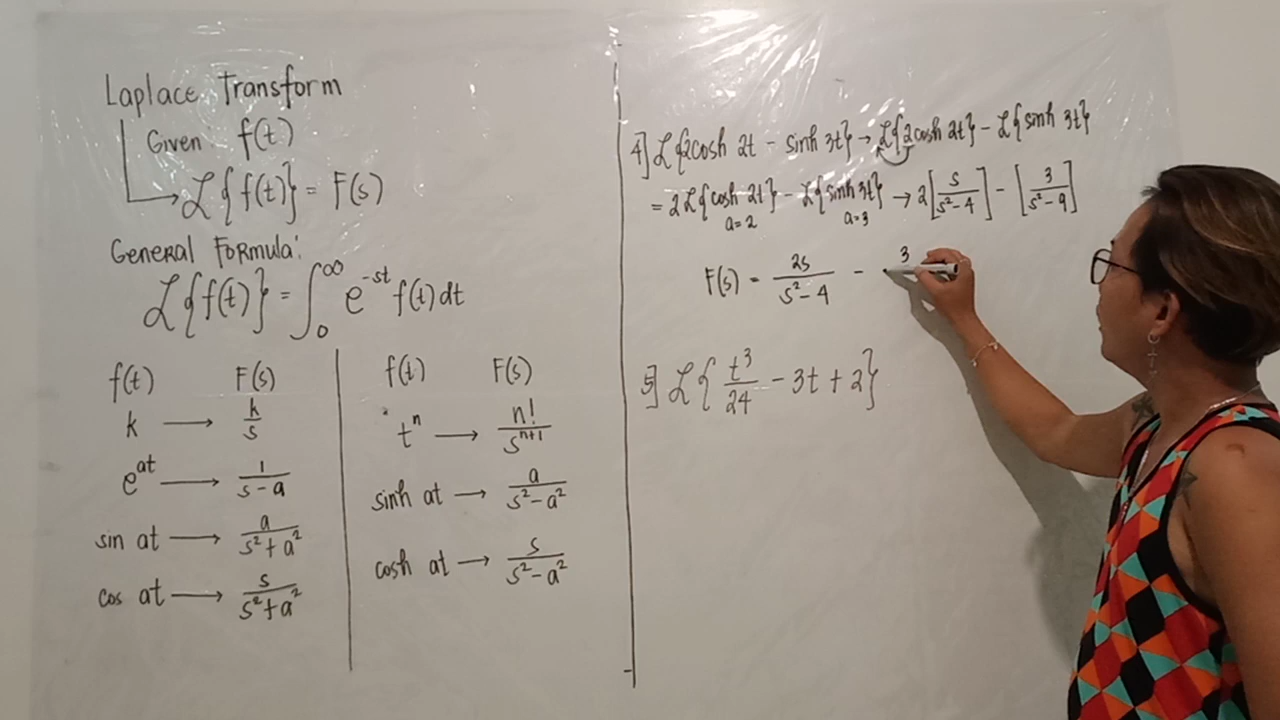 Laplace Transform
Given f(t)
ℒ{f(t)} = F(s)
General Formula:
ℒ{f(t)} = ∫₀^∞ e^(-st) f(t) dt
f(t) F(s)
k → k/s
e^(at) → 1/(s-a)
sin at → a/(s²+a²)
cos at → s/(s²+a²)
f(t) F(s)
t^n → n!/s^(n+1)
sinh at → a/(s²-a²)
cosh at → s/(s²-a²)
4] ℒ{2cosh 2t - sinh 3t} → ℒ{2cosh 2t} - ℒ{sinh 3t}
= 2ℒ{cosh 2t} - ℒ{sinh 3t} → 2[s/(s²-4)] - [3/(s²-9)]
a=2 a=3
F(s) = 2s/(s²-4) - 3
5] ℒ{t³/24 - 3t + 2}